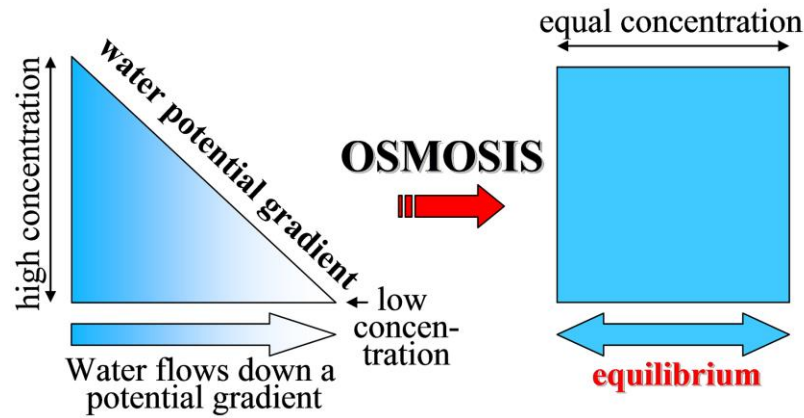 high concentration
water potential gradient
low
concen-
tration
Water flows down a
potential gradient
OSMOSIS
equal concentration
equilibrium